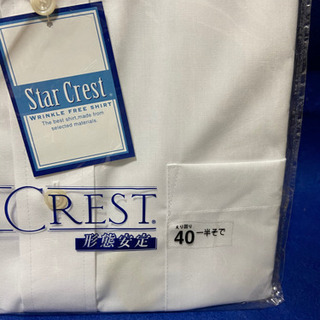 Star Crest®
WRINKLE FREE SHIRT
The best shirt, made from
selected materials.
CREST®
形態安定
えり回り
40 一半そで